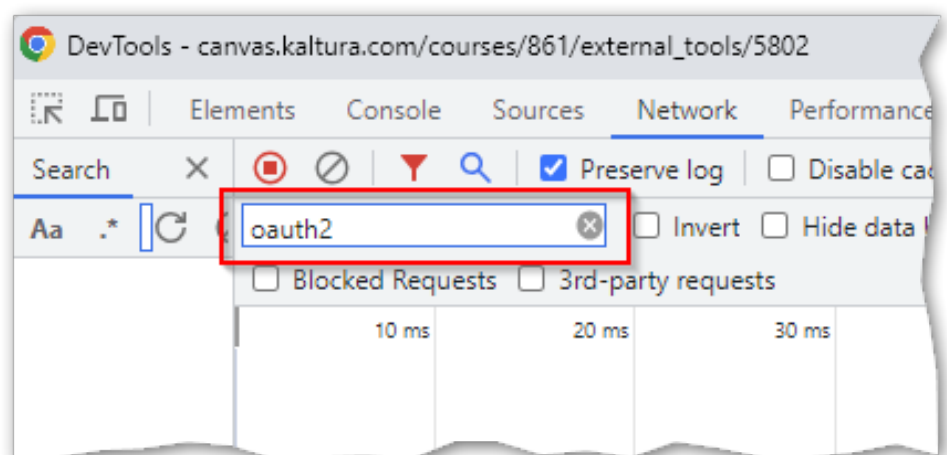 DevTools - canvas.kaltura.com/courses/861/external_tools/5802
Elements Console Sources Network Performance
Search Preserve log Disable cac
Aa .* oauth2 Invert Hide data
Blocked Requests 3rd-party requests
10 ms 20 ms 30 ms